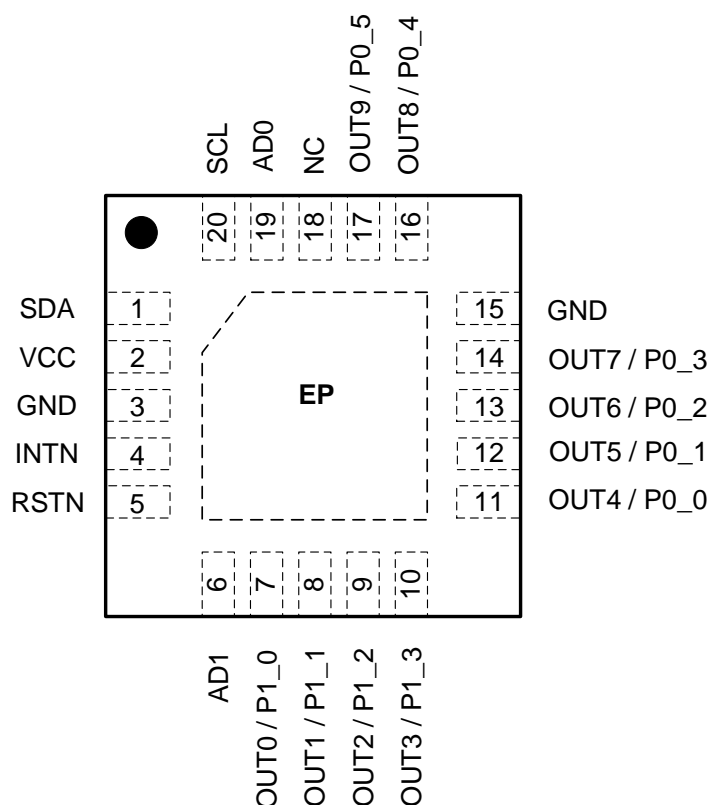 SCL
AD0
NC
OUT9 / P0_5
OUT8 / P0_4
20
19
18
17
16
SDA
1
15
GND
VCC
2
14
OUT7 / P0_3
GND
3
EP
13
OUT6 / P0_2
INTN
4
12
OUT5 / P0_1
RSTN
5
11
OUT4 / P0_0
6
7
8
9
10
AD1
OUT0 / P1_0
OUT1 / P1_1
OUT2 / P1_2
OUT3 / P1_3